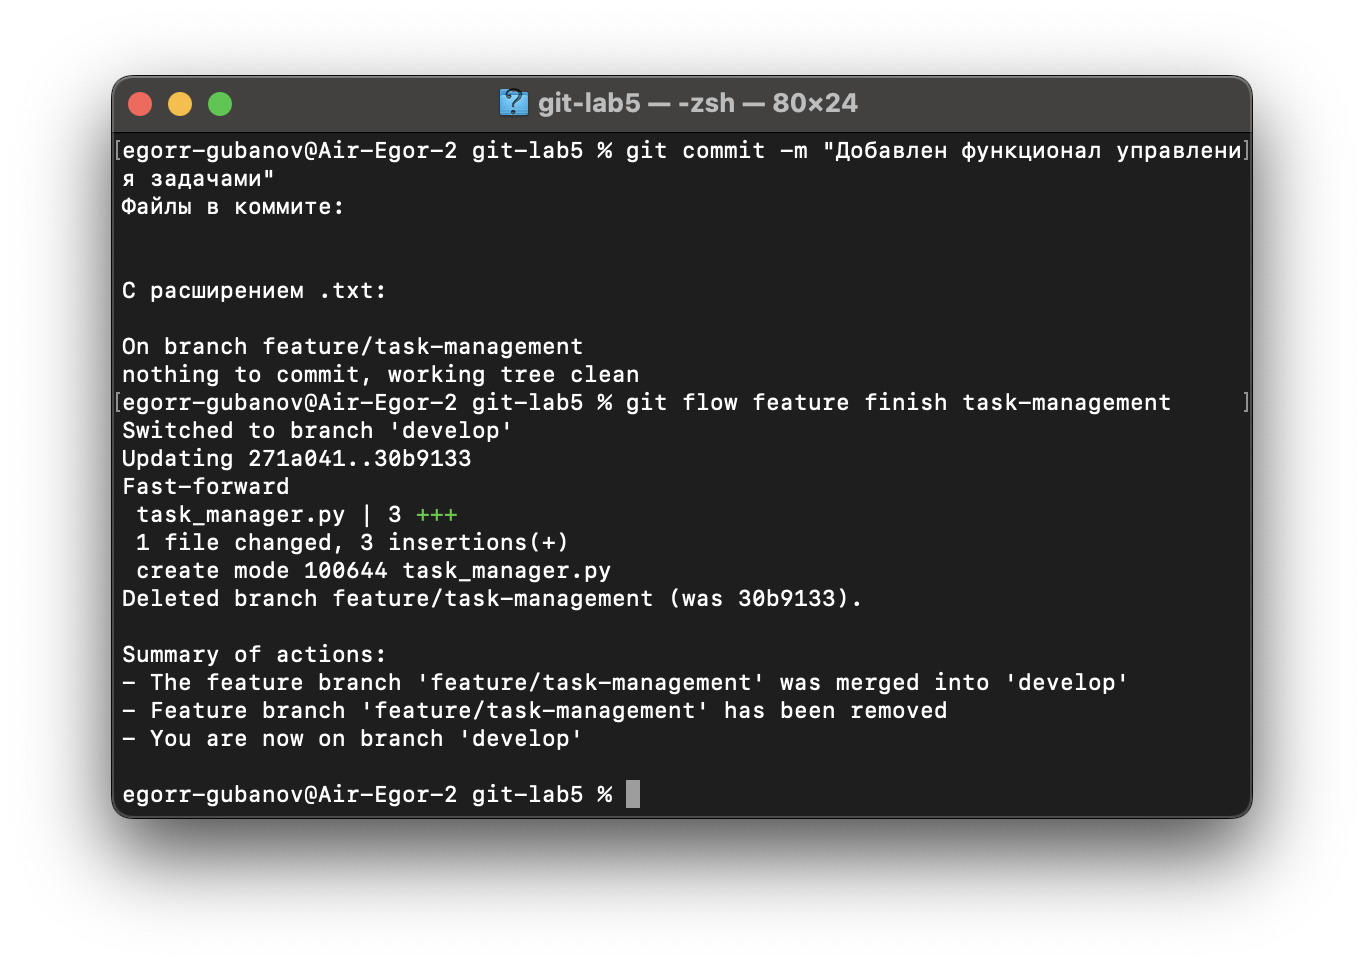 git-lab5 — -zsh — 80×24
[egorr-gubanov@Air-Egor-2 git-lab5 % git commit -m "Добавлен функционал управлени]
я задачами"
Файлы в коммите:
С расширением .txt:
On branch feature/task-management
nothing to commit, working tree clean
[egorr-gubanov@Air-Egor-2 git-lab5 % git flow feature finish task-management ]
Switched to branch 'develop'
Updating 271a041..30b9133
Fast-forward
 task_manager.py | 3 +++
 1 file changed, 3 insertions(+)
 create mode 100644 task_manager.py
Deleted branch feature/task-management (was 30b9133).
Summary of actions:
- The feature branch 'feature/task-management' was merged into 'develop'
- Feature branch 'feature/task-management' has been removed
- You are now on branch 'develop'
egorr-gubanov@Air-Egor-2 git-lab5 %